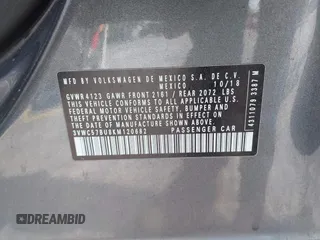 MFD BY VOLKSWAGEN DE MEXICO S.A. DE C.V.
MEXICO 10/18
GVWR 4123 GAWR FRONT 2161 / REAR 2072 LBS
THIS VEHICLE CONFORMS TO ALL APPLICABLE
FEDERAL MOTOR VEHICLE SAFETY
BUMPER AND THEFT PREVENTION STANDARDS
IN EFFECT ON THE DATE OF MANUFACTURE
SHOWN ABOVE
3VWC57BU8KM130682 PASSENGER CAR
DREAMBID